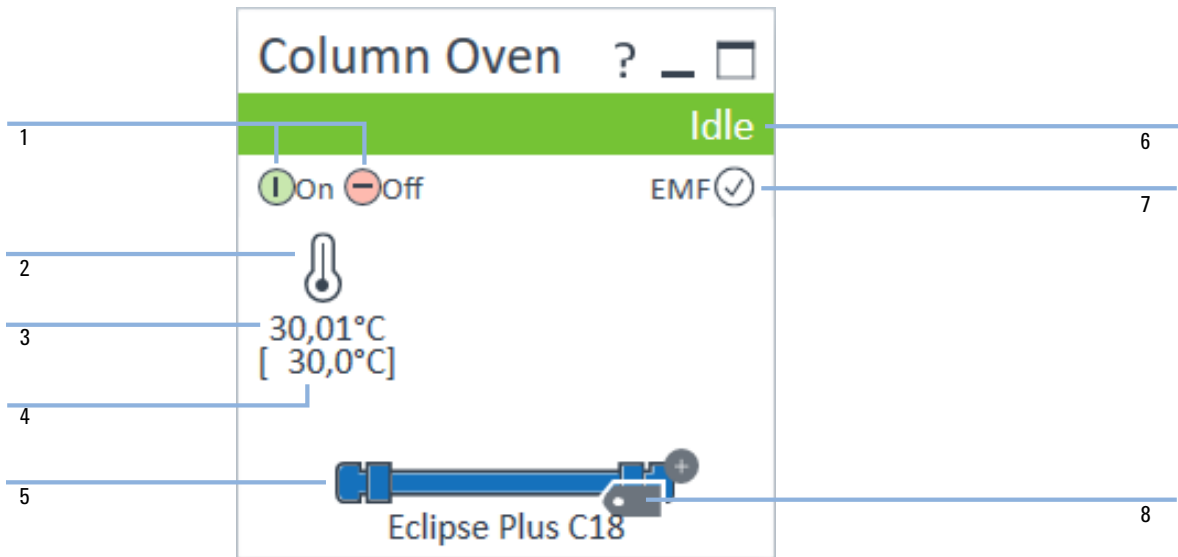 Column Oven ?
Idle
1
6
On Off
EMF
7
2
3
30,01°C
[ 30,0°C]
4
5
Eclipse Plus C18
8